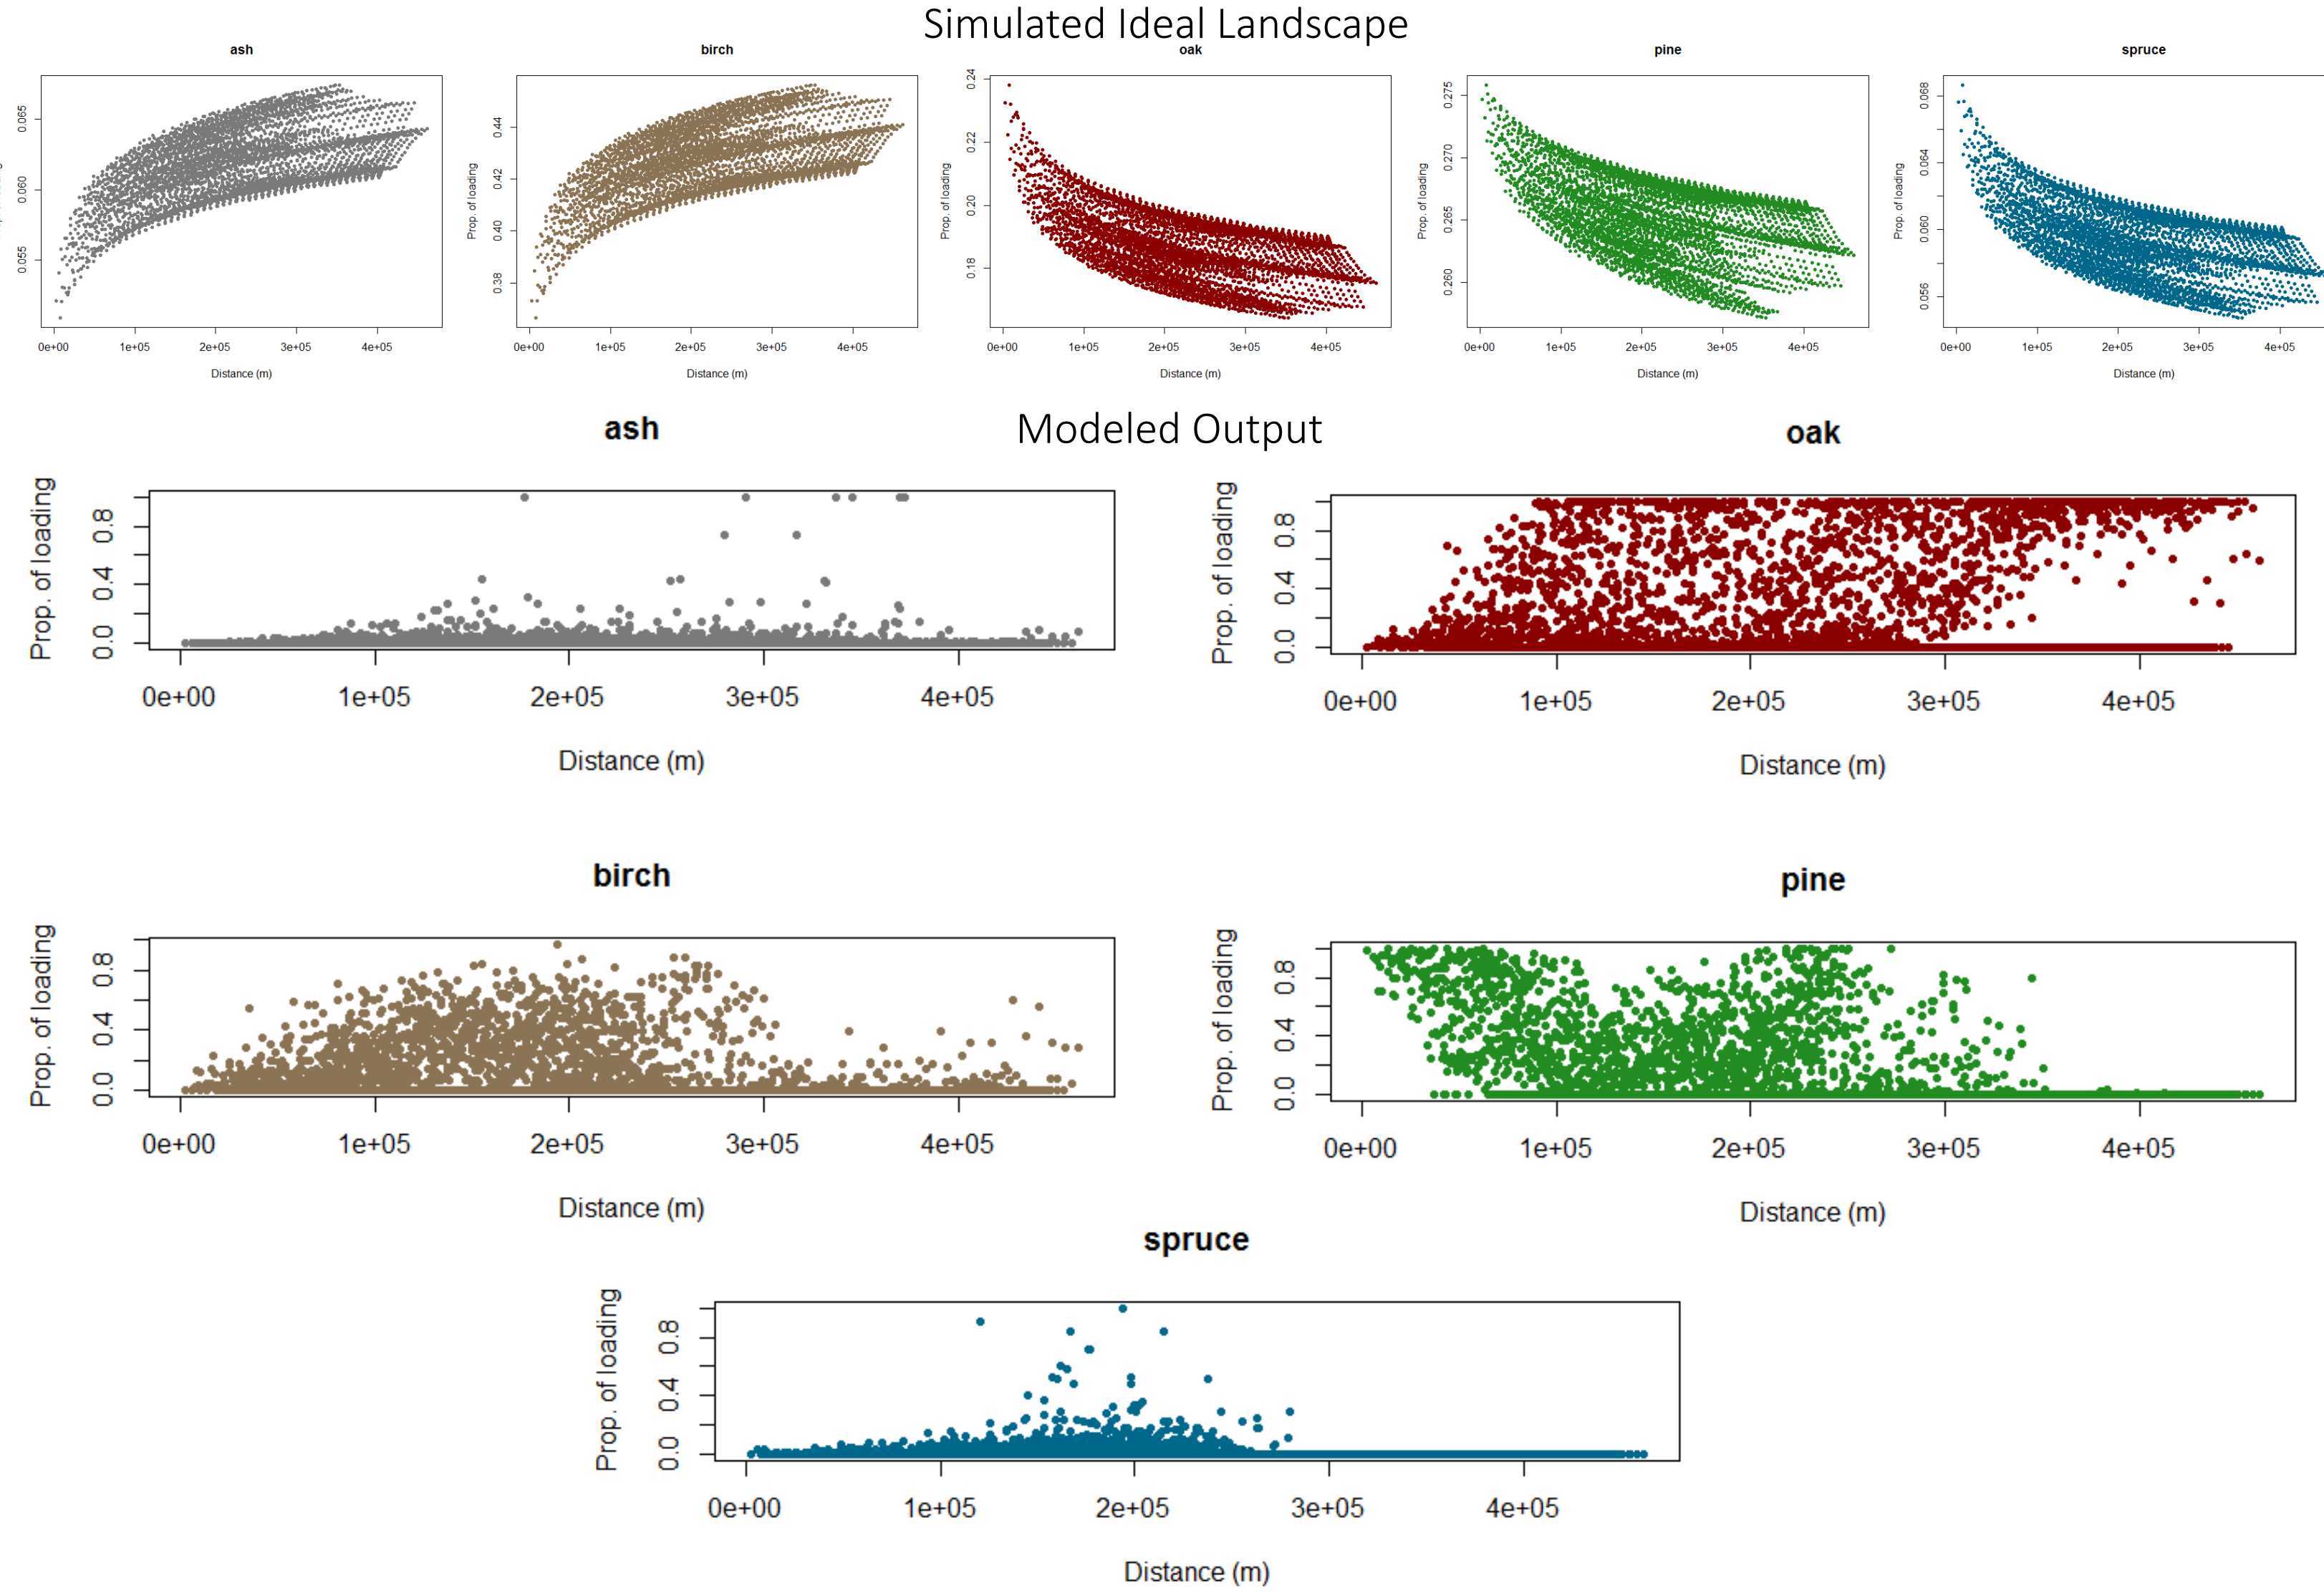 Simulated Ideal Landscape
ash
birch
oak
pine
spruce
0.055 0.060 0.065
0e+00 1e+05 2e+05 3e+05 4e+05
Distance (m)
Prop. of loading
0.38 0.40 0.42 0.44
0e+00 1e+05 2e+05 3e+05 4e+05
Distance (m)
Prop. of loading
0.18 0.20 0.22 0.24
0e+00 1e+05 2e+05 3e+05 4e+05
Distance (m)
Prop. of loading
0.260 0.265 0.270 0.275
0e+00 1e+05 2e+05 3e+05 4e+05
Distance (m)
Prop. of loading
0.056 0.060 0.064 0.068
0e+00 1e+05 2e+05 3e+05 4e+05
Distance (m)
Modeled Output
ash
Prop. of loading
0.0 0.4 0.8
0e+00 1e+05 2e+05 3e+05 4e+05
Distance (m)
oak
Prop. of loading
0.0 0.4 0.8
0e+00 1e+05 2e+05 3e+05 4e+05
Distance (m)
birch
Prop. of loading
0.0 0.4 0.8
0e+00 1e+05 2e+05 3e+05 4e+05
Distance (m)
pine
Prop. of loading
0.0 0.4 0.8
0e+00 1e+05 2e+05 3e+05 4e+05
Distance (m)
spruce
Prop. of loading
0.0 0.4 0.8
0e+00 1e+05 2e+05 3e+05 4e+05
Distance (m)